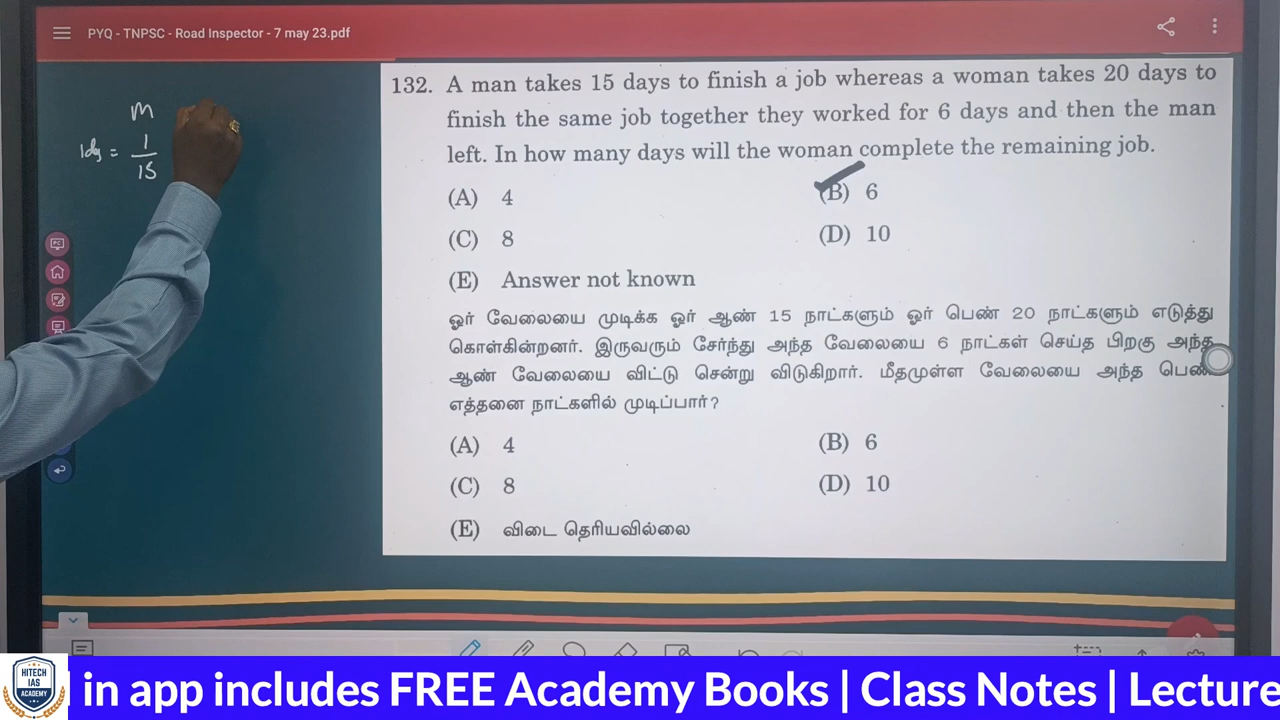 PYQ - TNPSC - Road Inspector - 7 may 23.pdf
M
1dy = 1/15
132. A man takes 15 days to finish a job whereas a woman takes 20 days to
finish the same job together they worked for 6 days and then the man
left. In how many days will the woman complete the remaining job.
(A) 4
(B) 6
(C) 8
(D) 10
(E) Answer not known
ஓர் வேலையை முடிக்க ஓர் ஆண் 15 நாட்களும் ஓர் பெண் 20 நாட்களும் எடுத்து
கொள்கின்றனர். இருவரும் சேர்ந்து அந்த வேலையை 6 நாட்கள் செய்த பிறகு அந்த
ஆண் வேலையை விட்டு சென்று விடுகிறார். மீதமுள்ள வேலையை அந்த பெண்
எத்தனை நாட்களில் முடிப்பார்?
(A) 4
(B) 6
(C) 8
(D) 10
(E) விடை தெரியவில்லை
HITECH
IAS
ACADEMY
in app includes FREE Academy Books | Class Notes | Lecture